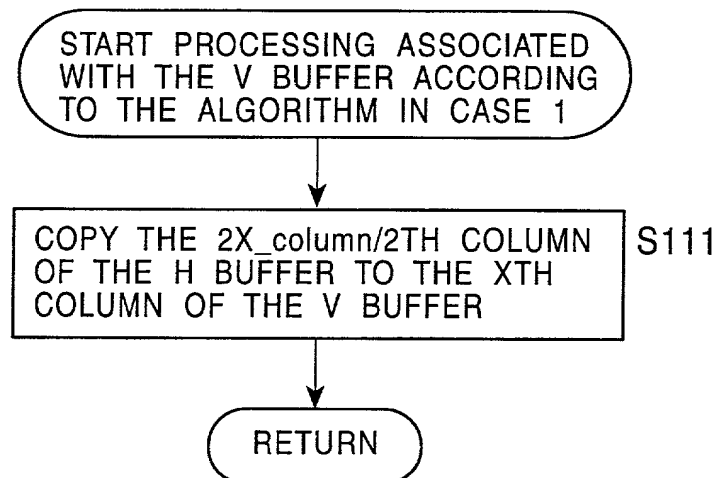 START PROCESSING ASSOCIATED
WITH THE V BUFFER ACCORDING
TO THE ALGORITHM IN CASE 1
COPY THE 2X_column/2TH COLUMN
OF THE H BUFFER TO THE XTH
COLUMN OF THE V BUFFER
S111
RETURN